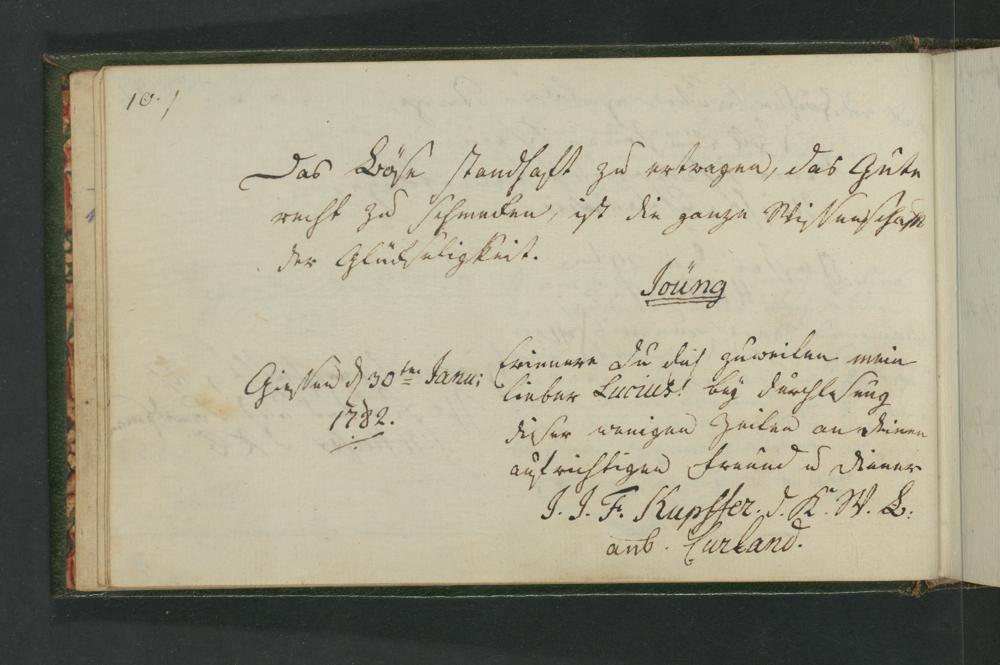 10. /
Das Böse standhaft zu ertragen, das Gute
recht zu schmecken, ist die ganze Wissenschaft
der Glückseligkeit.
Joüng
Giessen d 30ten Janu:
1782.
Erinnere Du dich zuweilen mein
lieber Lucius! bey durchlesung
dieser wenigen Zeilen an deinen
aufrichtigen Freund u Diener
J. J. F. Kupffer. d. K. W. B.
aus Curland.